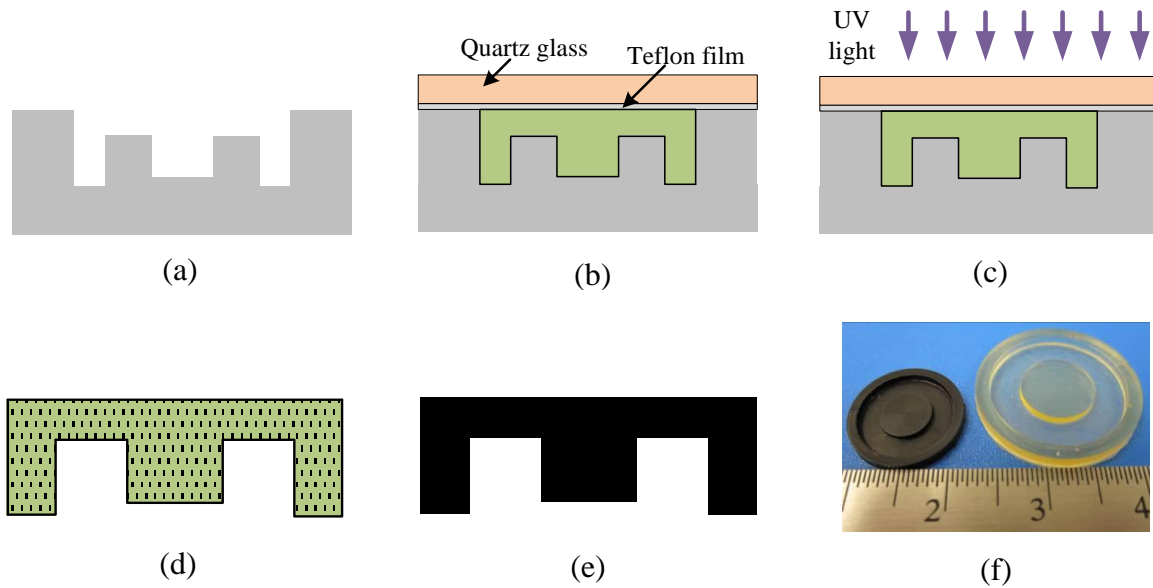 UV
light
Quartz glass
Teflon film
(a)
(b)
(c)
2
3
4
(d)
(e)
(f)